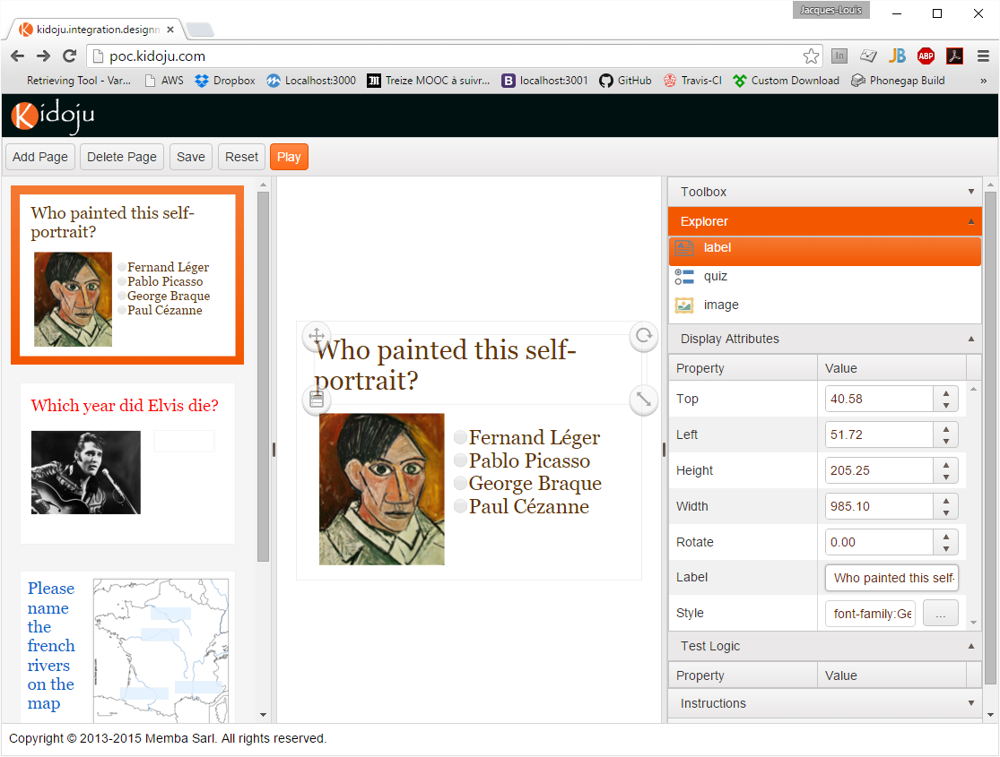 Jacques-Louis
kidoju.integration.designn
poc.kidoju.com
In
JB
ABP
Retrieving Tool - Var...
AWS
Dropbox
Localhost:3000
Treize MOOC à suivr...
B
localhost:3001
GitHub
Travis-CI
Custom Download
Phonegap Build
»
Kidoju
Add Page
Delete Page
Save
Reset
Play
Who painted this self-
portrait?
Fernand Léger
Pablo Picasso
George Braque
Paul Cézanne
Which year did Elvis die?
Please
name
the
french
rivers
on the
map
Who painted this self-
portrait?
Fernand Léger
Pablo Picasso
George Braque
Paul Cézanne
Toolbox
Explorer
label
quiz
image
Display Attributes
Property Value
Top 40.58
Left 51.72
Height 205.25
Width 985.10
Rotate 0.00
Label Who painted this self-
Style font-family:Ge ...
Test Logic
Property Value
Instructions
Copyright © 2013-2015 Memba Sarl. All rights reserved.